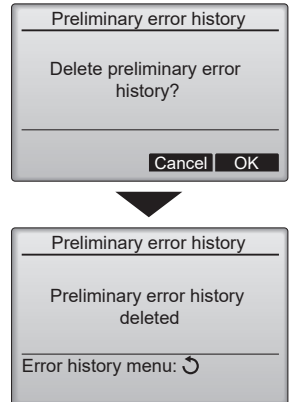 Preliminary error history
Delete preliminary error
history?
Cancel OK
Preliminary error history
Preliminary error history
deleted
Error history menu: